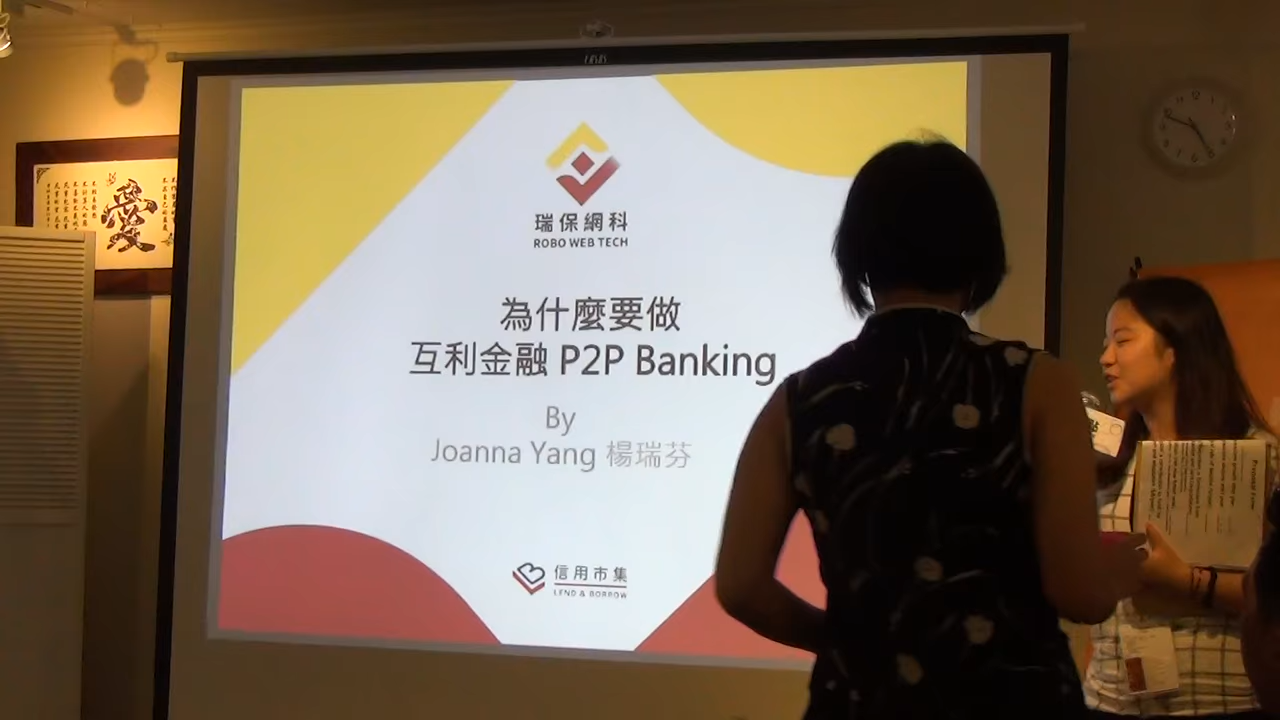 瑞保網科
ROBO WEB TECH
為什麼要做
互利金融 P2P Banking
By
Joanna Yang 楊瑞芬
信用市集
LEND & BORROW
愛